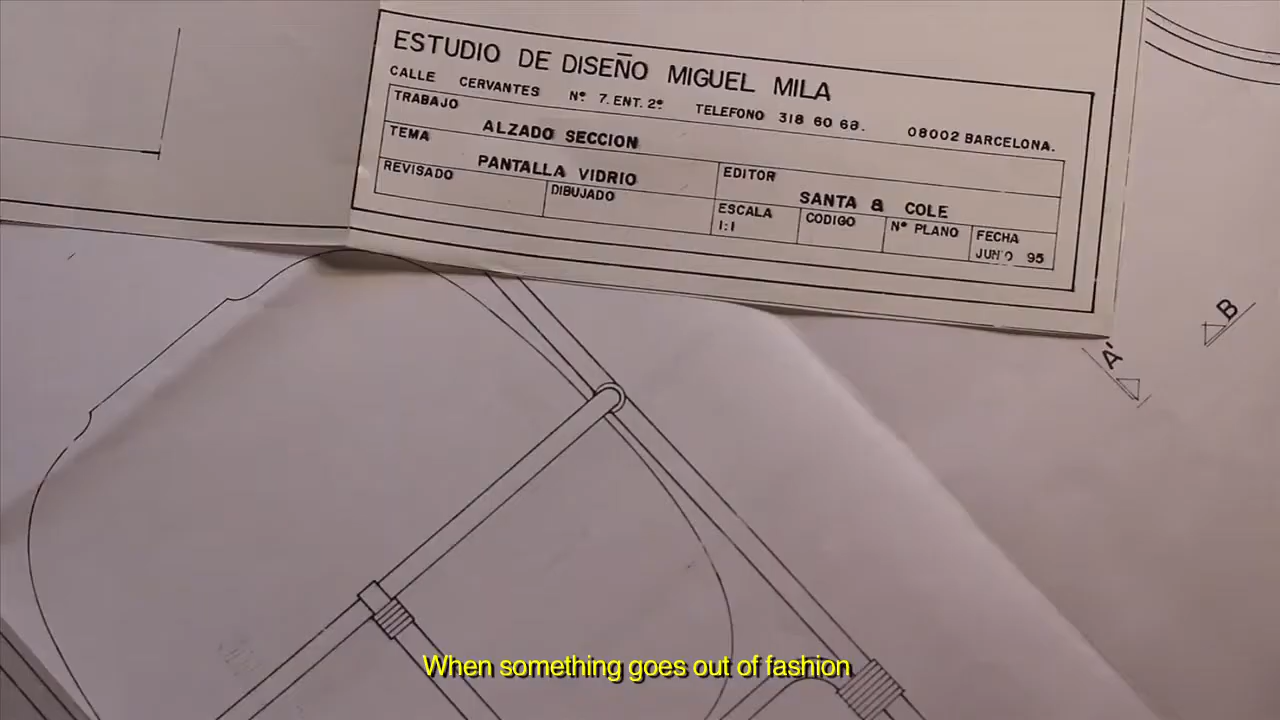 ESTUDIO DE DISEÑO MIGUEL MILA
CALLE CERVANTES Nº 7. ENT. 2º TELEFONO 318 60 68. 08002 BARCELONA.
TRABAJO
ALZADO SECCION
TEMA
PANTALLA VIDRIO
EDITOR
SANTA & COLE
REVISADO
DIBUJADO
ESCALA
1:1
CODIGO
Nº PLANO
FECHA
JUNIO 95
B
A'
When something goes out of fashion